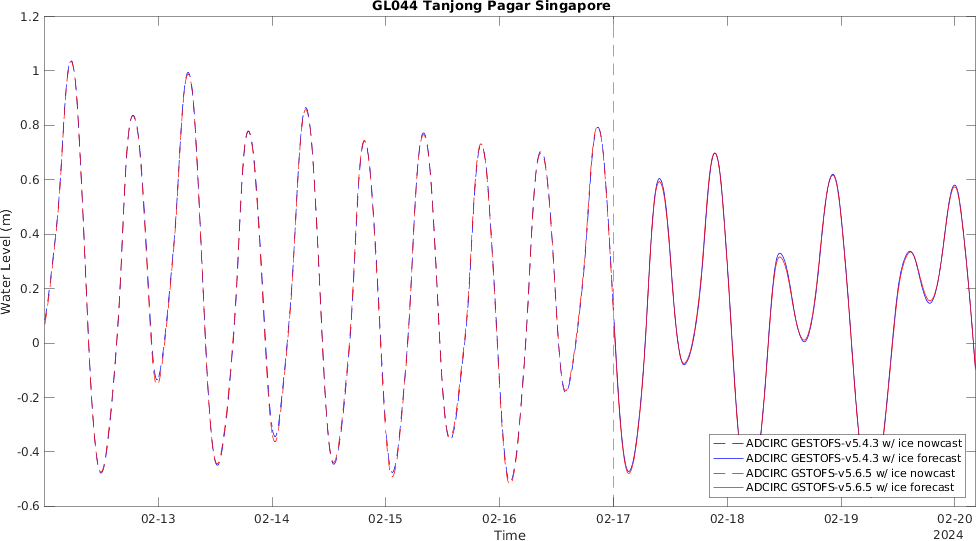 GL044 Tanjong Pagar Singapore
1.2
1
0.8
0.6
0.4
0.2
0
-0.2
-0.4
-0.6
Water Level (m)
ADCIRC GESTOFS-v5.4.3 w/ ice nowcast
ADCIRC GESTOFS-v5.4.3 w/ ice forecast
ADCIRC GSTOFS-v5.6.5 w/ ice nowcast
ADCIRC GSTOFS-v5.6.5 w/ ice forecast
02-13 02-14 02-15 02-16 02-17 02-18 02-19 02-20
Time 2024